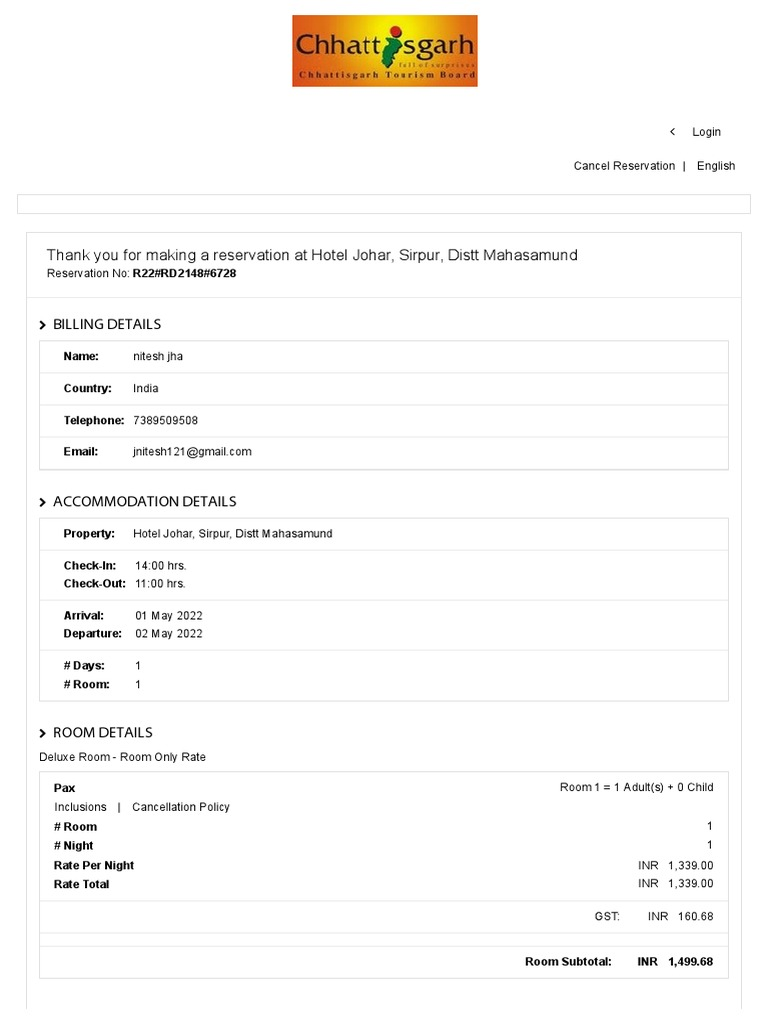 Chhattisgarh
full of surprises
Chhattisgarh Tourism Board
< Login
Cancel Reservation | English
Thank you for making a reservation at Hotel Johar, Sirpur, Distt Mahasamund
Reservation No: R22#RD2148#6728
BILLING DETAILS
Name: nitesh jha
Country: India
Telephone: 7389509508
Email: jnitesh121@gmail.com
ACCOMMODATION DETAILS
Property: Hotel Johar, Sirpur, Distt Mahasamund
Check-In: 14:00 hrs.
Check-Out: 11:00 hrs.
Arrival: 01 May 2022
Departure: 02 May 2022
# Days: 1
# Room: 1
ROOM DETAILS
Deluxe Room - Room Only Rate
Pax Room 1 = 1 Adult(s) + 0 Child
Inclusions | Cancellation Policy
# Room 1
# Night 1
Rate Per Night INR 1,339.00
Rate Total INR 1,339.00
GST: INR 160.68
Room Subtotal: INR 1,499.68